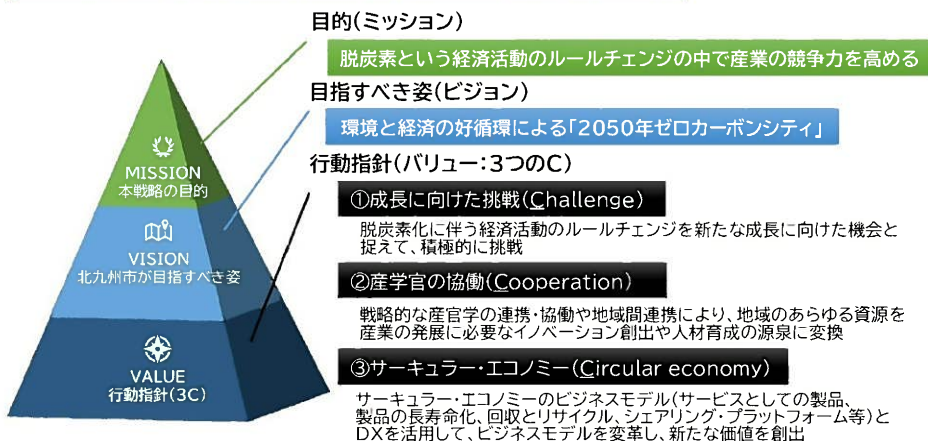 目的(ミッション)
脱炭素という経済活動のルールチェンジの中で産業の競争力を高める
目指すべき姿(ビジョン)
環境と経済の好循環による「2050年ゼロカーボンシティ」
行動指針(バリュー:3つのC)
①成長に向けた挑戦(Challenge)
脱炭素化に伴う経済活動のルールチェンジを新たな成長に向けた機会と
捉えて、積極的に挑戦
②産学官の協働(Cooperation)
戦略的な産官学の連携・協働や地域間連携により、地域のあらゆる資源を
産業の発展に必要なイノベーション創出や人材育成の源泉に変換
③サーキュラー・エコノミー(Circular economy)
サーキュラー・エコノミーのビジネスモデル(サービスとしての製品、
製品の長寿命化、回収とリサイクル、シェアリング・プラットフォーム等)と
DXを活用して、ビジネスモデルを変革し、新たな価値を創出
MISSION
本戦略の目的
VISION
北九州市が目指すべき姿
VALUE
行動指針(3C)